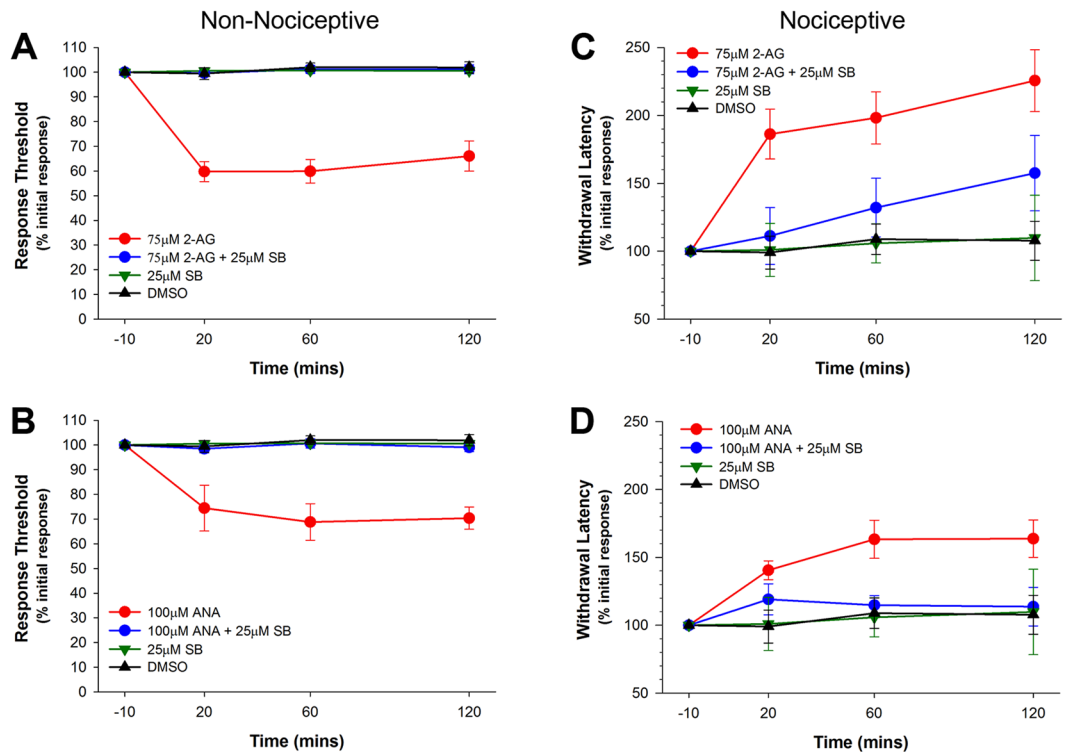 Non-Nociceptive
Nociceptive
A
110
100
90
80
70
60
50
40
30
20
10
0
Response Threshold
(% initial response)
75μM 2-AG
75μM 2-AG + 25μM SB
25μM SB
DMSO
-10
20
60
120
Time (mins)
C
250
200
150
100
50
Withdrawal Latency
(% initial response)
75μM 2-AG
75μM 2-AG + 25μM SB
25μM SB
DMSO
-10
20
60
120
Time (mins)
B
110
100
90
80
70
60
50
40
30
20
10
0
Response Threshold
(% initial response)
100μM ANA
100μM ANA + 25μM SB
25μM SB
DMSO
-10
20
60
120
Time (mins)
D
250
200
150
100
50
Withdrawal Latency
(% initial response)
100μM ANA
100μM ANA + 25μM SB
25μM SB
DMSO
-10
20
60
120
Time (mins)